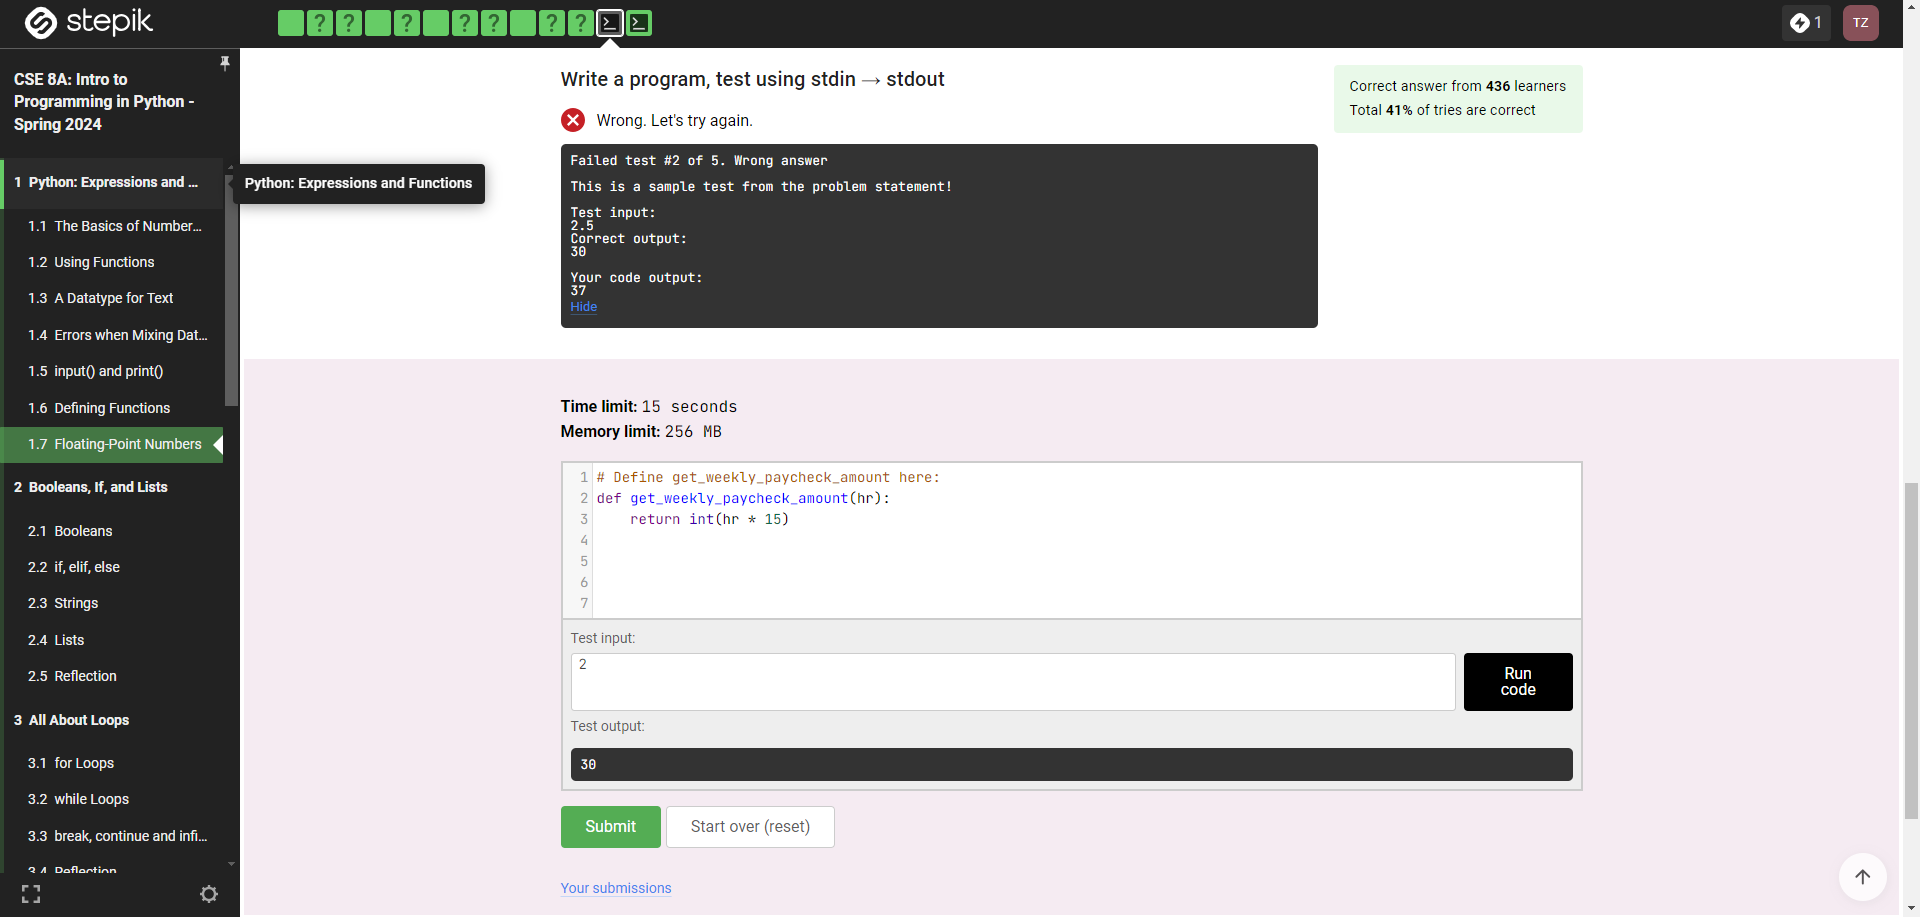 stepik
? ? ? ? ? ? ?
1
TZ
CSE 8A: Intro to
Programming in Python -
Spring 2024
1 Python: Expressions and ...
Python: Expressions and Functions
1.1 The Basics of Number...
1.2 Using Functions
1.3 A Datatype for Text
1.4 Errors when Mixing Dat...
1.5 input() and print()
1.6 Defining Functions
1.7 Floating-Point Numbers
2 Booleans, If, and Lists
2.1 Booleans
2.2 if, elif, else
2.3 Strings
2.4 Lists
2.5 Reflection
3 All About Loops
3.1 for Loops
3.2 while Loops
3.3 break, continue and infi...
3.4 Reflection
Write a program, test using stdin → stdout
Wrong. Let's try again.
Failed test #2 of 5. Wrong answer
This is a sample test from the problem statement!
Test input:
2.5
Correct output:
30
Your code output:
37
Hide
Correct answer from 436 learners
Total 41% of tries are correct
Time limit: 15 seconds
Memory limit: 256 MB
1 # Define get_weekly_paycheck_amount here:
2 def get_weekly_paycheck_amount(hr):
3 return int(hr * 15)
4
5
6
7
Test input:
2
Run
code
Test output:
30
Submit
Start over (reset)
Your submissions